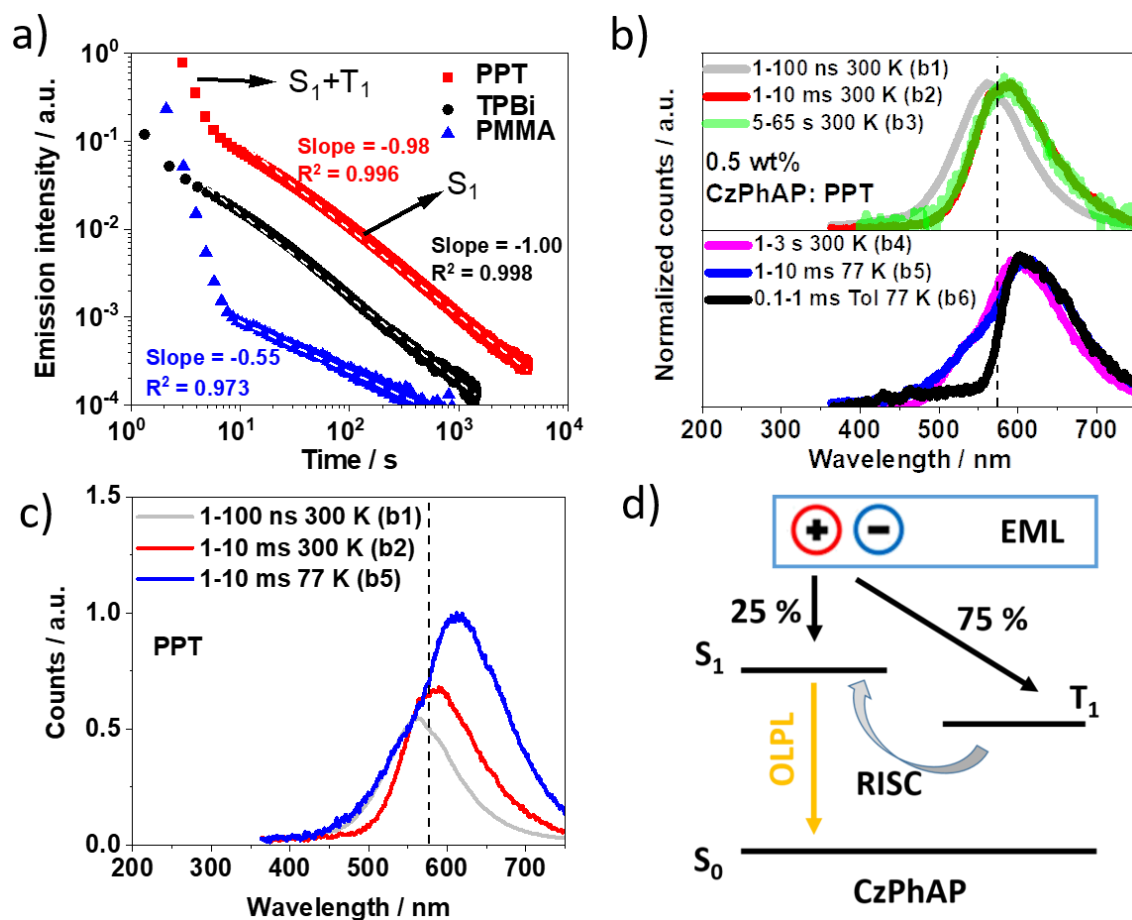 a)
10⁰
10⁻¹
10⁻²
10⁻³
10⁻⁴
Emission intensity / a.u.
S₁+T₁
PPT
TPBi
PMMA
Slope = -0.98
R² = 0.996
S₁
Slope = -1.00
R² = 0.998
Slope = -0.55
R² = 0.973
10⁰ 10¹ 10² 10³ 10⁴
Time / s
b)
Normalized counts / a.u.
1-100 ns 300 K (b1)
1-10 ms 300 K (b2)
5-65 s 300 K (b3)
0.5 wt%
CzPhAP: PPT
1-3 s 300 K (b4)
1-10 ms 77 K (b5)
0.1-1 ms Tol 77 K (b6)
200 300 400 500 600 700
Wavelength / nm
c)
1.5
1.0
0.5
0.0
Counts / a.u.
1-100 ns 300 K (b1)
1-10 ms 300 K (b2)
1-10 ms 77 K (b5)
PPT
200 300 400 500 600 700
Wavelength / nm
d)
+ − EML
25 % 75 %
S₁
T₁
OLPL
RISC
S₀
CzPhAP